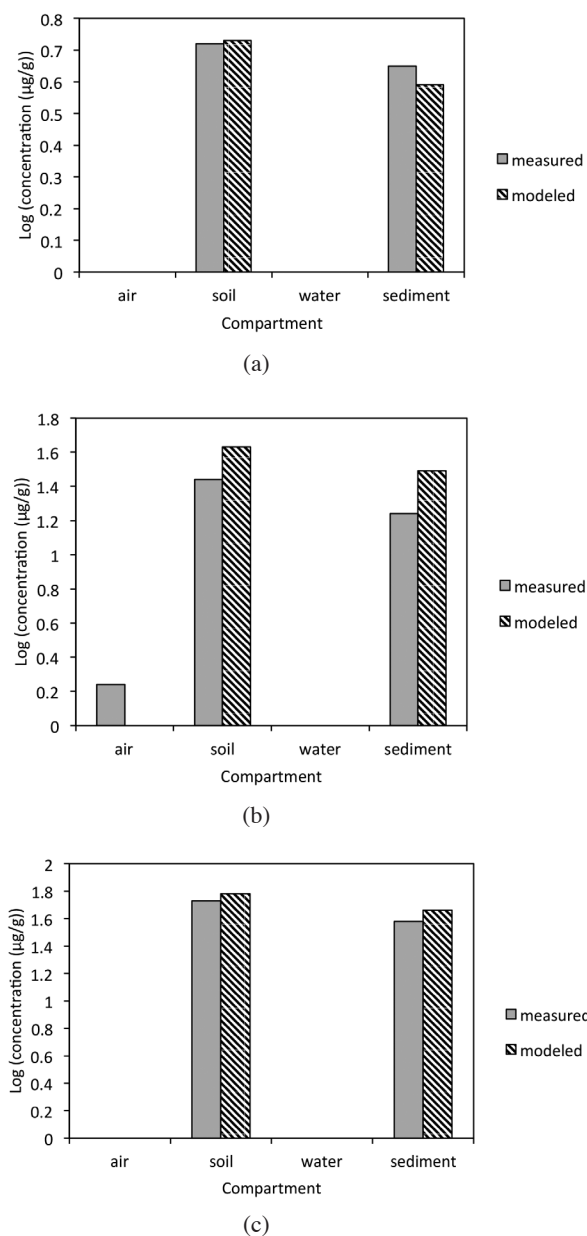 0.8
0.7
0.6
0.5
0.4
0.3
0.2
0.1
0
Log (concentration (µg/g))
air soil water sediment
Compartment
measured
modeled
(a)
1.8
1.6
1.4
1.2
1
0.8
0.6
0.4
0.2
0
Log (concentration (µg/g))
air soil water sediment
Compartment
measured
modeled
(b)
2
1.8
1.6
1.4
1.2
1
0.8
0.6
0.4
0.2
0
Log (concentration (µg/g))
air soil water sediment
Compartment
measured
modeled
(c)